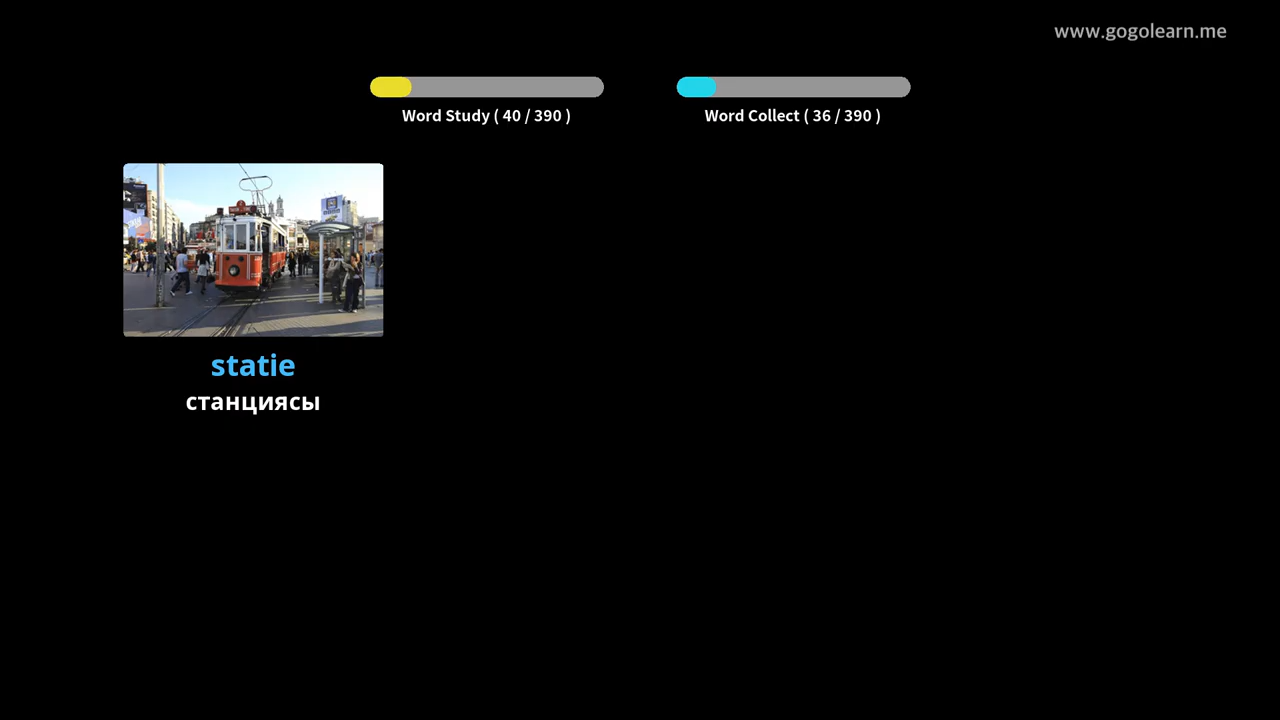 www.gogolearn.me
Word Study ( 40 / 390 )
Word Collect ( 36 / 390 )
statie
станциясы